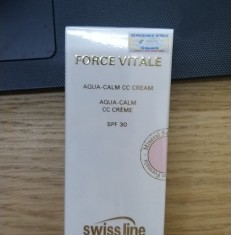 FORCE VITALE
AQUA-CALM CC CREAM
AQUA-CALM
CC CRÈME
SPF 30
swiss line